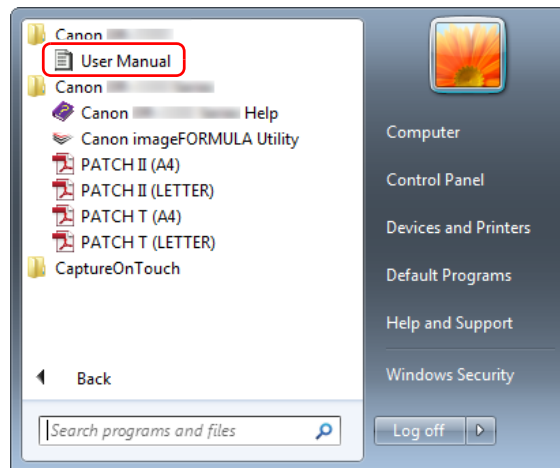 Canon
User Manual
Canon
Canon Help
Canon imageFORMULA Utility
PATCH II (A4)
PATCH II (LETTER)
PATCH T (A4)
PATCH T (LETTER)
CaptureOnTouch
Back
Search programs and files
Computer
Control Panel
Devices and Printers
Default Programs
Help and Support
Windows Security
Log off